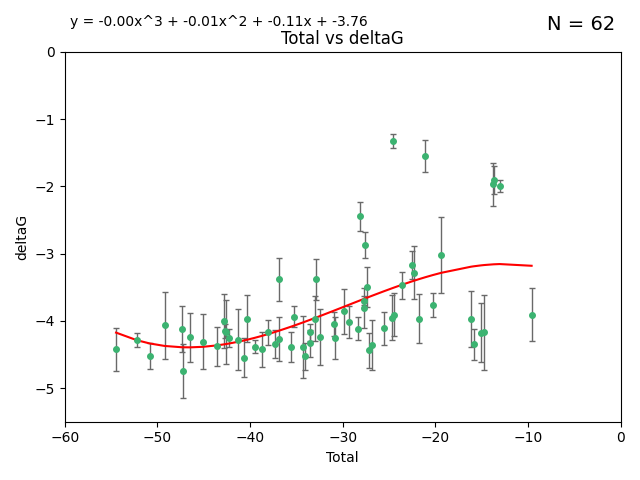 y = -0.00x^3 + -0.01x^2 + -0.11x + -3.76
N = 62
Total vs deltaG
0
−1
−2
−3
−4
−5
deltaG
−60 −50 −40 −30 −20 −10 0
Total